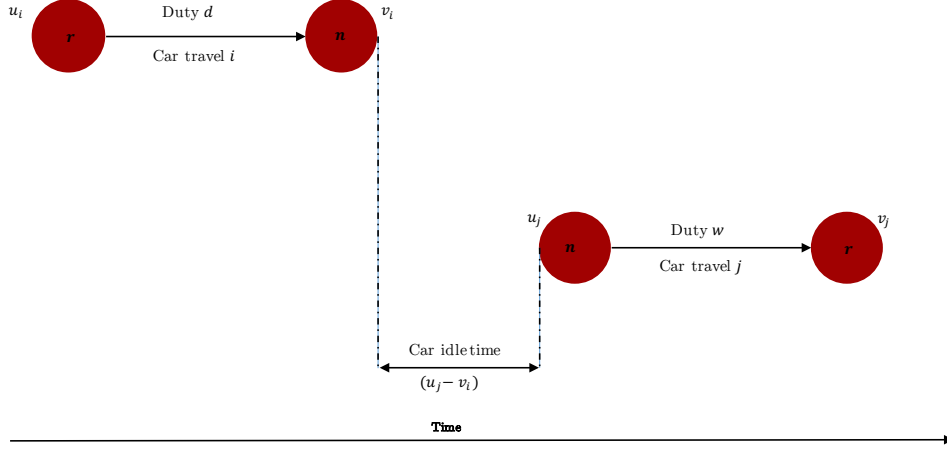 u_i
Duty d
v_i
r
n
Car travel i
u_j
Duty w
v_j
n
r
Car travel j
Car idle time
(u_j − v_i)
Time